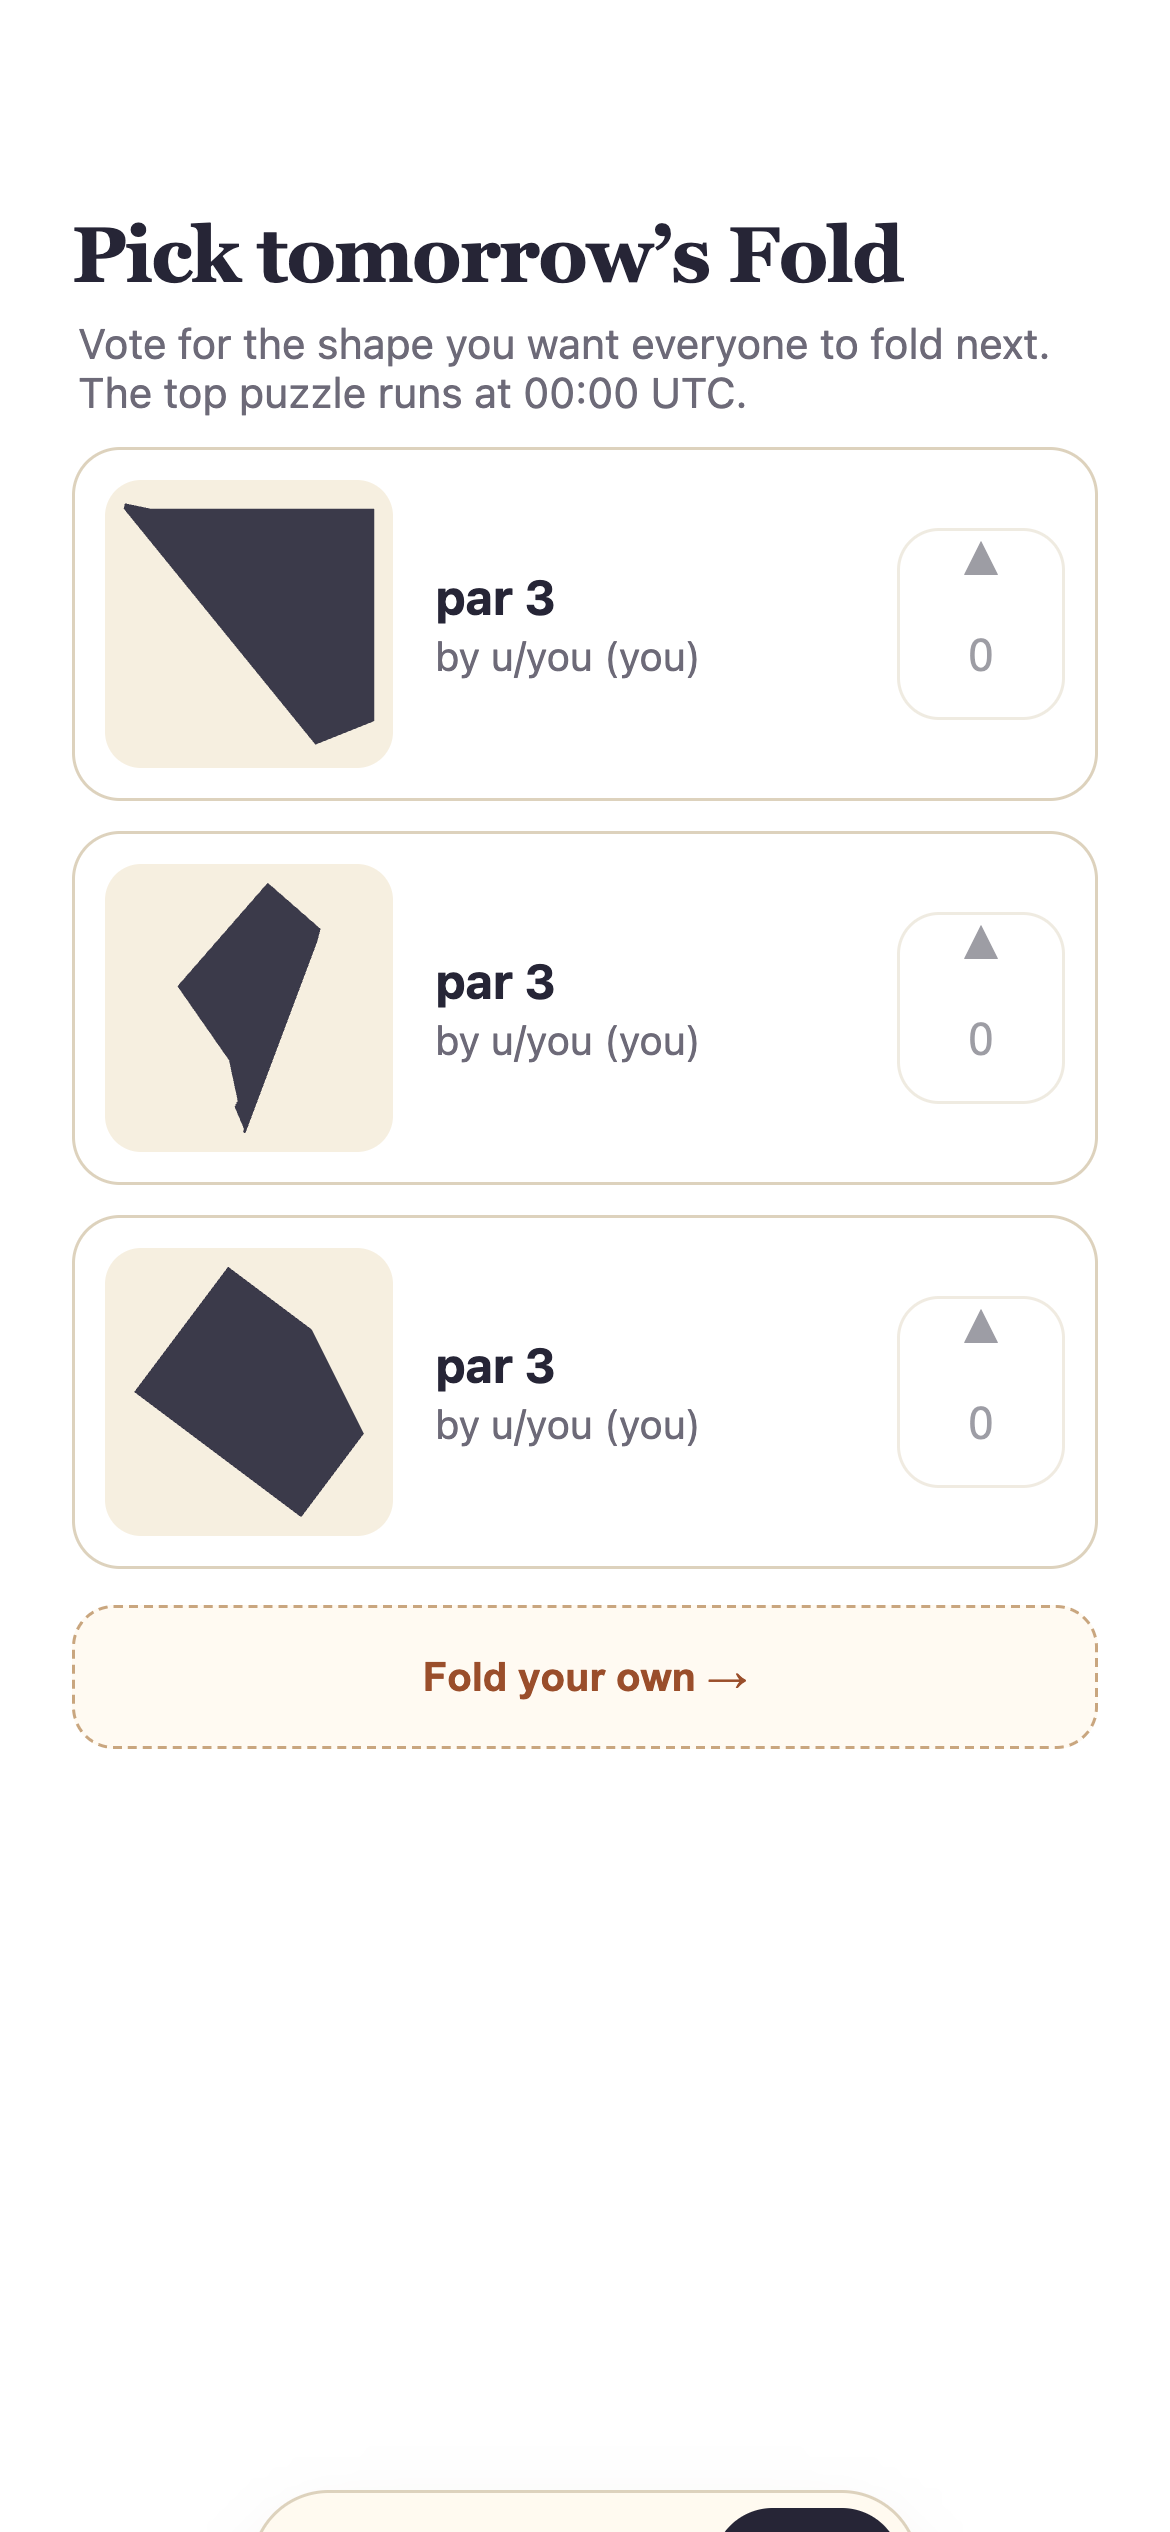 Pick tomorrow’s Fold
Vote for the shape you want everyone to fold next.
The top puzzle runs at 00:00 UTC.
par 3
by u/you (you)
▲
0
par 3
by u/you (you)
▲
0
par 3
by u/you (you)
▲
0
Fold your own →